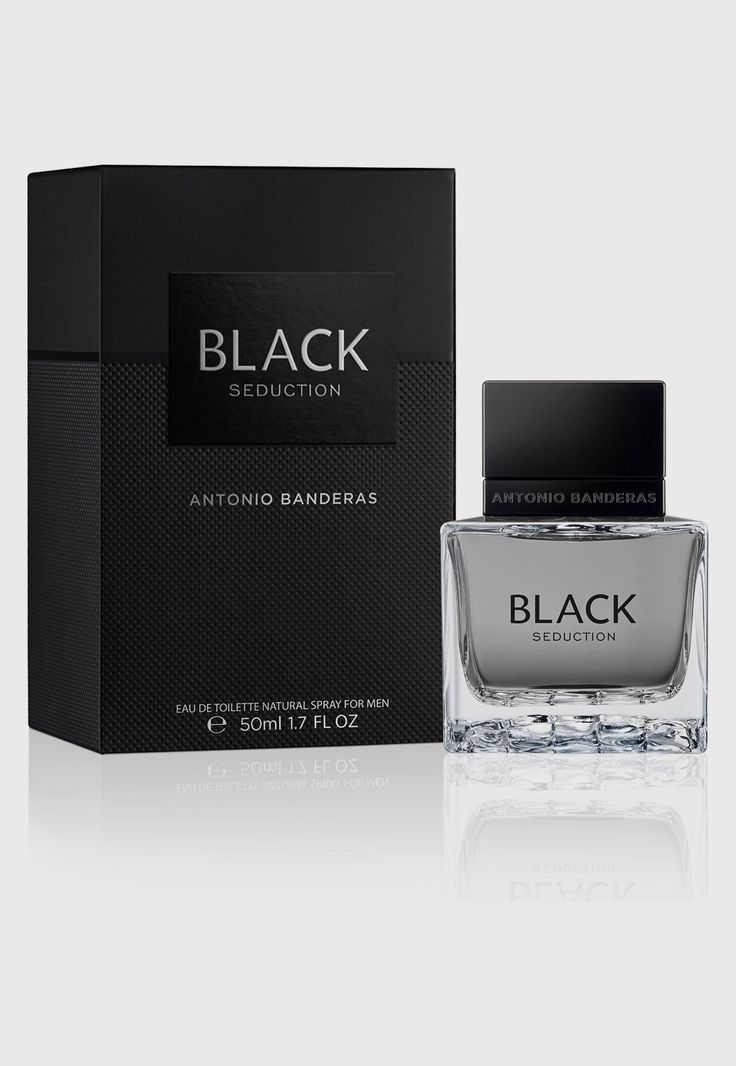 BLACK
SEDUCTION
ANTONIO BANDERAS
EAU DE TOILETTE NATURAL SPRAY FOR MEN
℮ 50ml 1.7 FL OZ
ANTONIO BANDERAS
BLACK
SEDUCTION